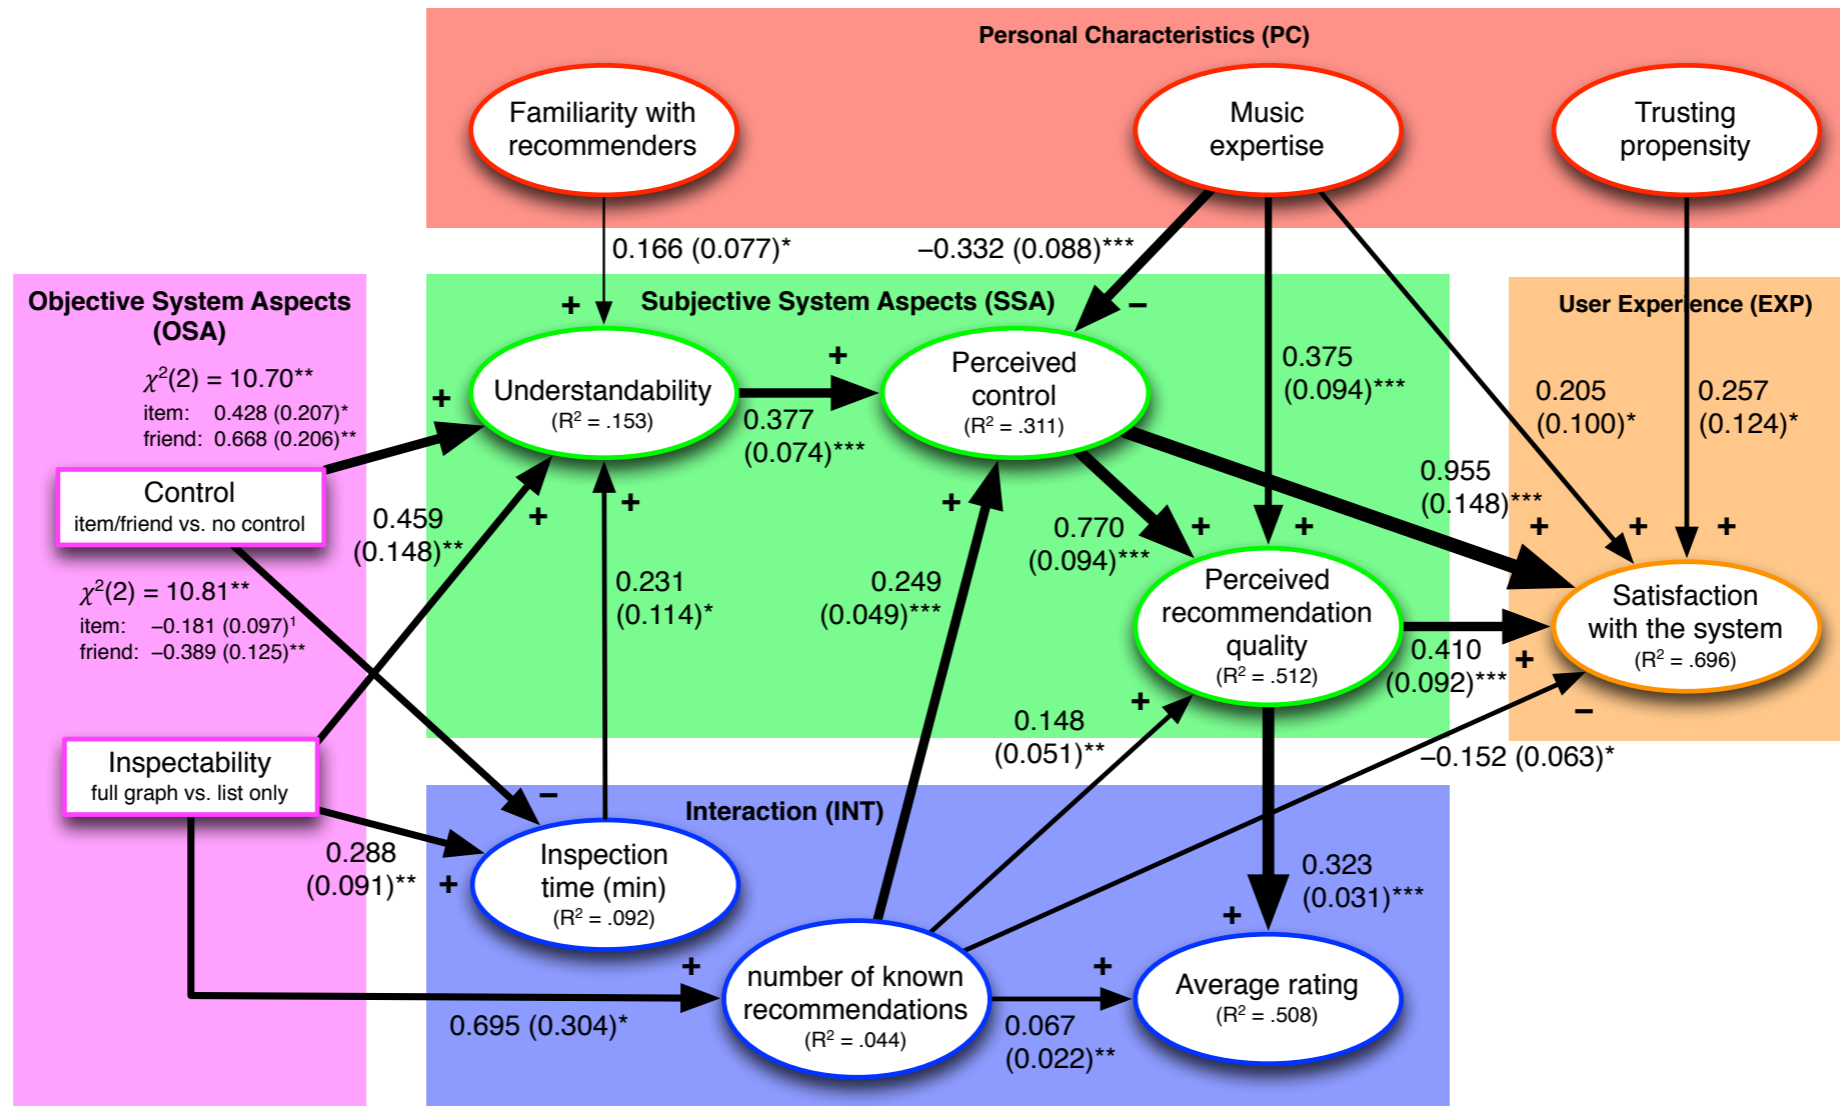 Personal Characteristics (PC)
Familiarity with
recommenders
Music
expertise
Trusting
propensity
0.166 (0.077)*
−0.332 (0.088)***
Objective System Aspects
(OSA)
χ²(2) = 10.70**
item: 0.428 (0.207)*
friend: 0.668 (0.206)**
Control
item/friend vs. no control
χ²(2) = 10.81**
item: −0.181 (0.097)¹
friend: −0.389 (0.125)**
Inspectability
full graph vs. list only
0.459
(0.148)**
0.288
(0.091)**
+
0.695 (0.304)*
+
Subjective System Aspects (SSA)
+
+
Understandability
(R² = .153)
+
+
0.231
(0.114)*
+
0.377
(0.074)***
−
Perceived
control
(R² = .311)
+
0.249
(0.049)***
0.770
(0.094)***
+
0.375
(0.094)***
+
Perceived
recommendation
quality
(R² = .512)
+
0.148
(0.051)**
User Experience (EXP)
0.205
(0.100)*
0.257
(0.124)*
0.955
(0.148)***
+
+
+
Satisfaction
with the system
(R² = .696)
0.410
(0.092)***
+
−
−0.152 (0.063)*
Interaction (INT)
−
Inspection
time (min)
(R² = .092)
number of known
recommendations
(R² = .044)
+
0.067
(0.022)**
0.323
(0.031)***
+
Average rating
(R² = .508)